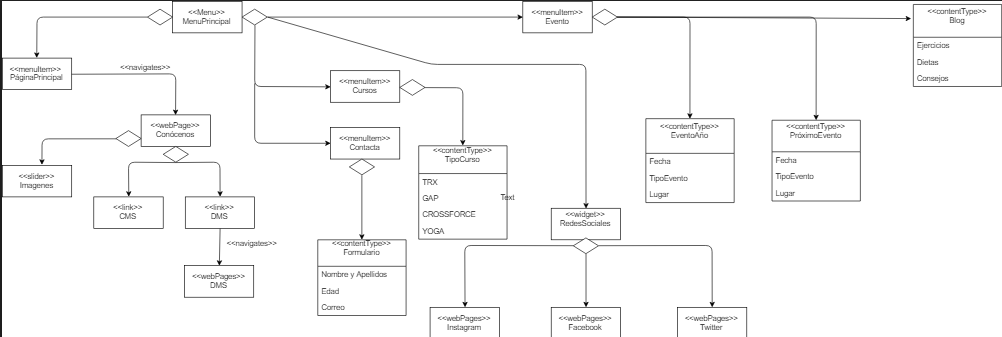 <<Menu>>
MenuPrincipal
<<menuItem>>
Evento
<<contentType>>
Blog
Ejercicios
Dietas
Consejos
<<menuItem>>
PáginaPrincipal
<<navigates>>
<<menuItem>>
Cursos
<<webPage>>
Conócenos
<<menuItem>>
Contacta
<<contentType>>
EventoAño
Fecha
TipoEvento
Lugar
<<contentType>>
PróximoEvento
Fecha
TipoEvento
Lugar
<<contentType>>
TipoCurso
TRX
GAP
CROSSFORCE
YOGA
Text
<<slider>>
Imagenes
<<link>>
CMS
<<link>>
DMS
<<navigates>>
<<webPages>>
DMS
<<widget>>
RedesSociales
<<contentType>>
Formulario
Nombre y Apellidos
Edad
Correo
<<webPages>>
Instagram
<<webPages>>
Facebook
<<webPages>>
Twitter